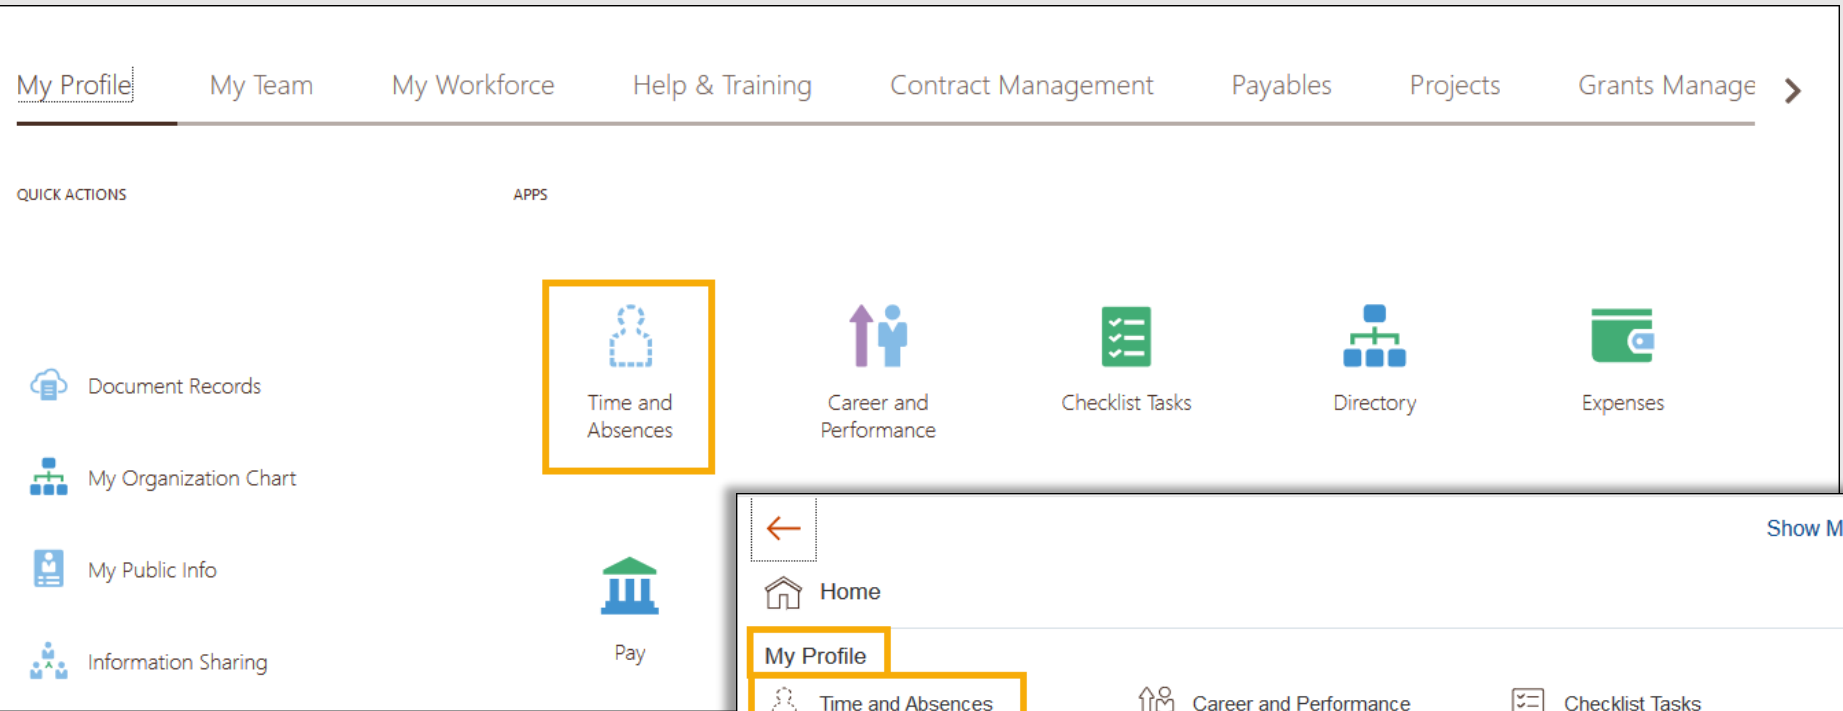 My Profile My Team My Workforce Help & Training Contract Management Payables Projects Grants Manage
QUICK ACTIONS
APPS
Document Records
My Organization Chart
My Public Info
Information Sharing
Time and
Absences
Career and
Performance
Checklist Tasks
Directory
Expenses
Pay
Show M
Home
My Profile
Time and Absences Career and Performance Checklist Tasks